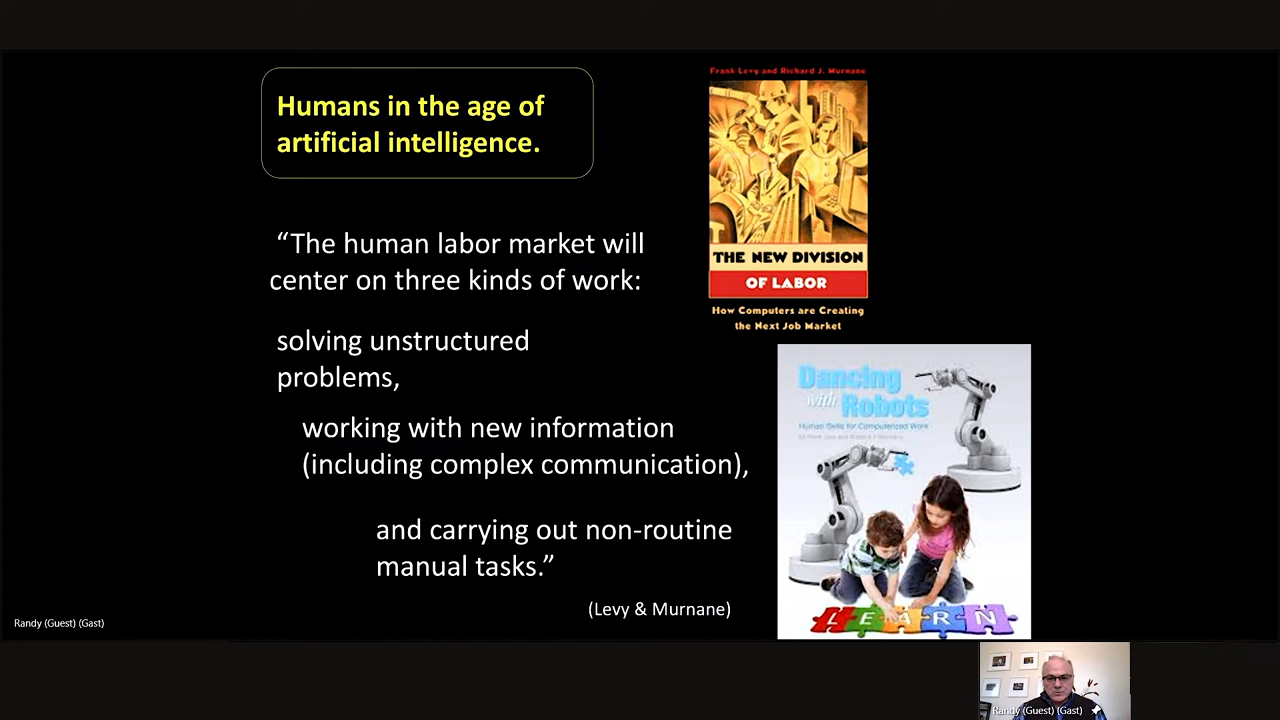 Humans in the age of
artificial intelligence.
“The human labor market will
center on three kinds of work:
solving unstructured
problems,
working with new information
(including complex communication),
and carrying out non-routine
manual tasks.”
(Levy & Murnane)
Frank Levy and Richard J. Murnane
THE NEW DIVISION
OF LABOR
How Computers are Creating
the Next Job Market
Dancing
with Robots
Human Skills for Computerized Work
LEARN
Randy (Guest) (Gast)
Randy (Guest) (Gast)